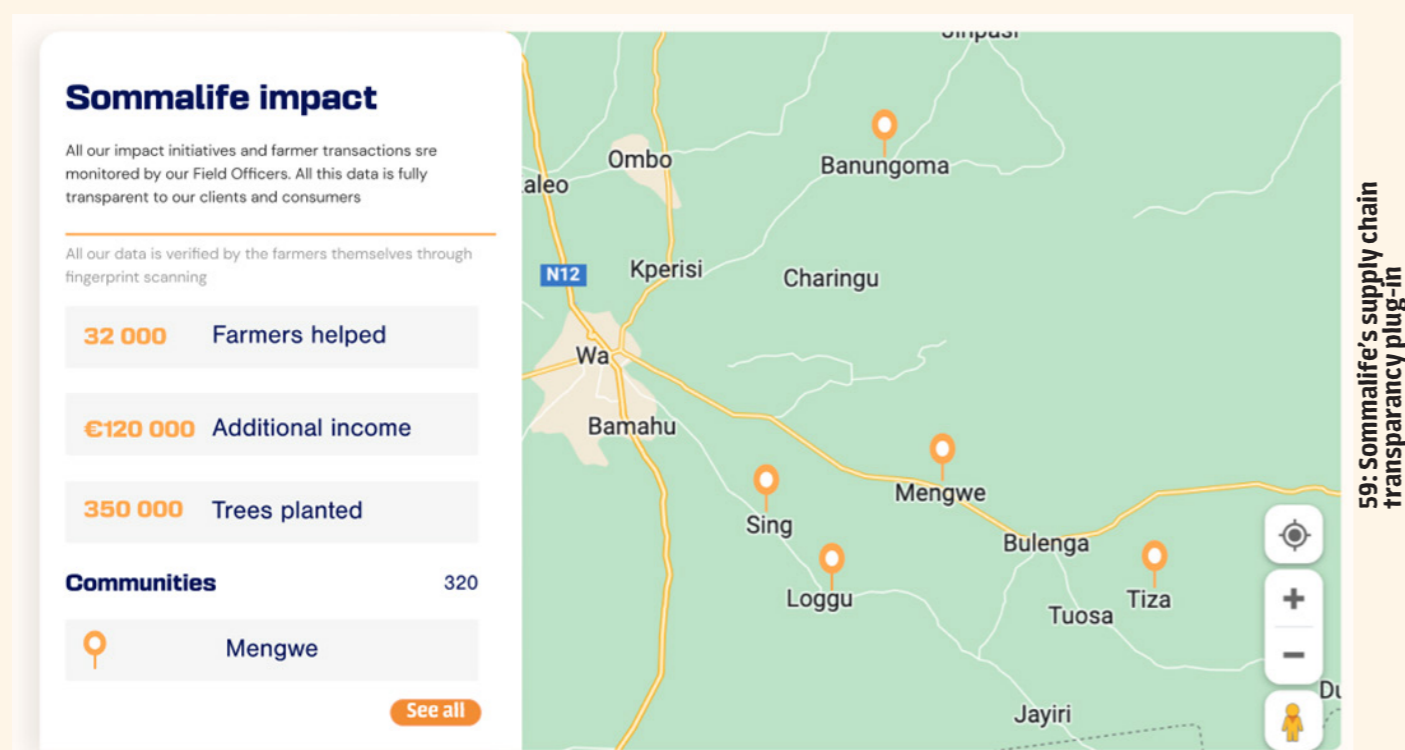 Sommalife impact
All our impact initiatives and farmer transactions sre
monitored by our Field Officers. All this data is fully
transparent to our clients and consumers
All our data is verified by the farmers themselves through
fingerprint scanning
32 000 Farmers helped
€120 000 Additional income
350 000 Trees planted
Communities 320
Mengwe
See all
Ombo
Banungoma
aleo
N12
Kperisi
Charingu
Wa
Bamahu
Mengwe
Sing
Bulenga
Loggu
Tiza
Tuosa
Jayiri
59: Sommalife's supply chain
transparancy plug-in